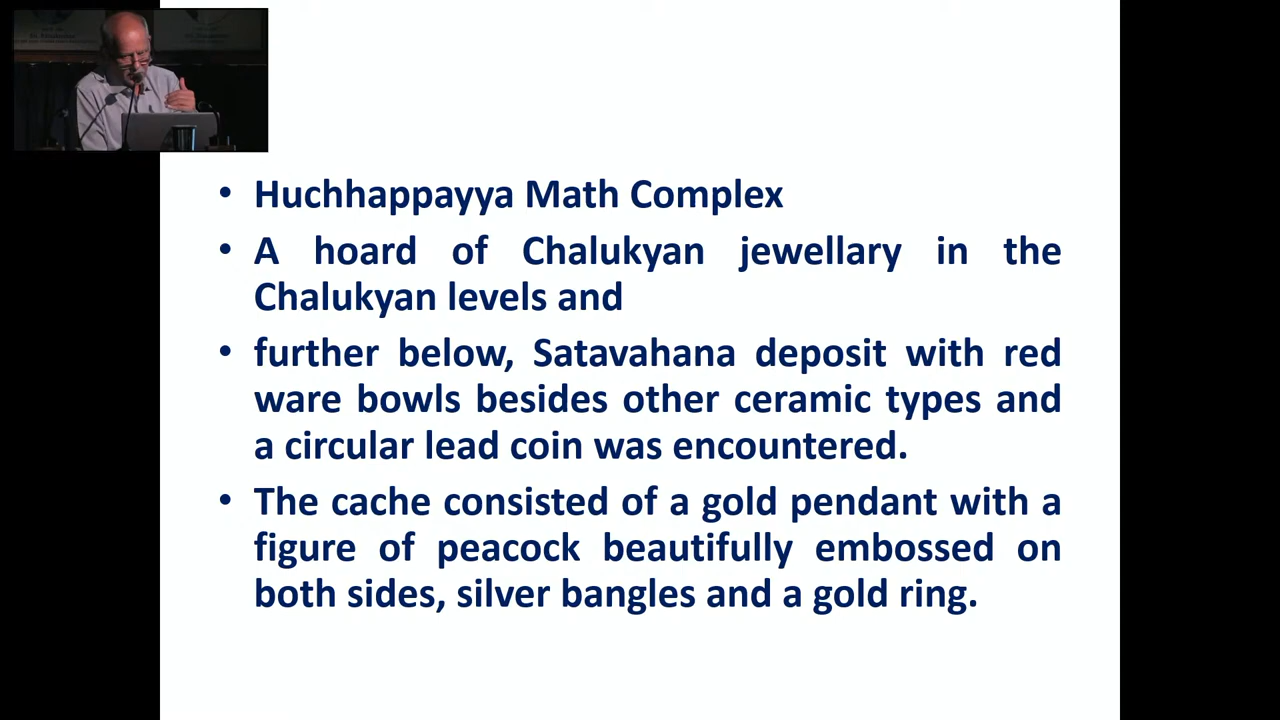 • Huchhappayya Math Complex
• A hoard of Chalukyan jewellary in the
Chalukyan levels and
• further below, Satavahana deposit with red
ware bowls besides other ceramic types and
a circular lead coin was encountered.
• The cache consisted of a gold pendant with a
figure of peacock beautifully embossed on
both sides, silver bangles and a gold ring.